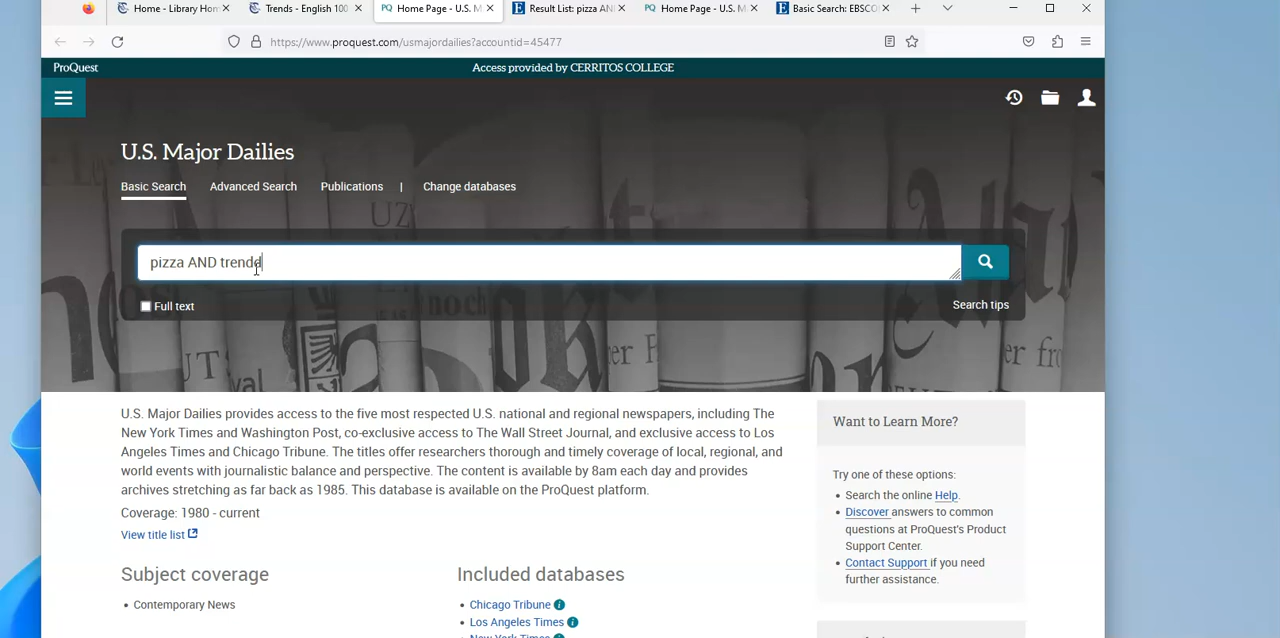 Home - Library Hom
Trends - English 100
PQ Home Page - U.S. M
Result List: pizza AN
PQ Home Page - U.S. M
Basic Search: EBSCO
https://www.proquest.com/usmajordailies?accountid=45477
ProQuest
Access provided by CERRITOS COLLEGE
U.S. Major Dailies
Basic Search Advanced Search Publications | Change databases
pizza AND trend
Full text
Search tips
U.S. Major Dailies provides access to the five most respected U.S. national and regional newspapers, including The
New York Times and Washington Post, co-exclusive access to The Wall Street Journal, and exclusive access to Los
Angeles Times and Chicago Tribune. The titles offer researchers thorough and timely coverage of local, regional, and
world events with journalistic balance and perspective. The content is available by 8am each day and provides
archives stretching as far back as 1985. This database is available on the ProQuest platform.
Coverage: 1980 - current
View title list
Subject coverage
• Contemporary News
Included databases
• Chicago Tribune
• Los Angeles Times
• New York Times
Want to Learn More?
Try one of these options:
• Search the online Help.
• Discover answers to common
questions at ProQuest's Product
Support Center.
• Contact Support if you need
further assistance.